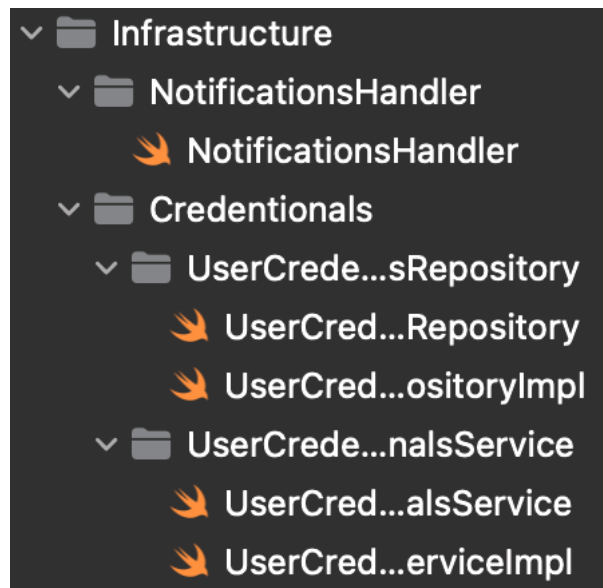 Infrastructure
NotificationsHandler
NotificationsHandler
Credentionals
UserCrede...sRepository
UserCred...Repository
UserCred...ositoryImpl
UserCrede...nalsService
UserCred...alsService
UserCred...erviceImpl